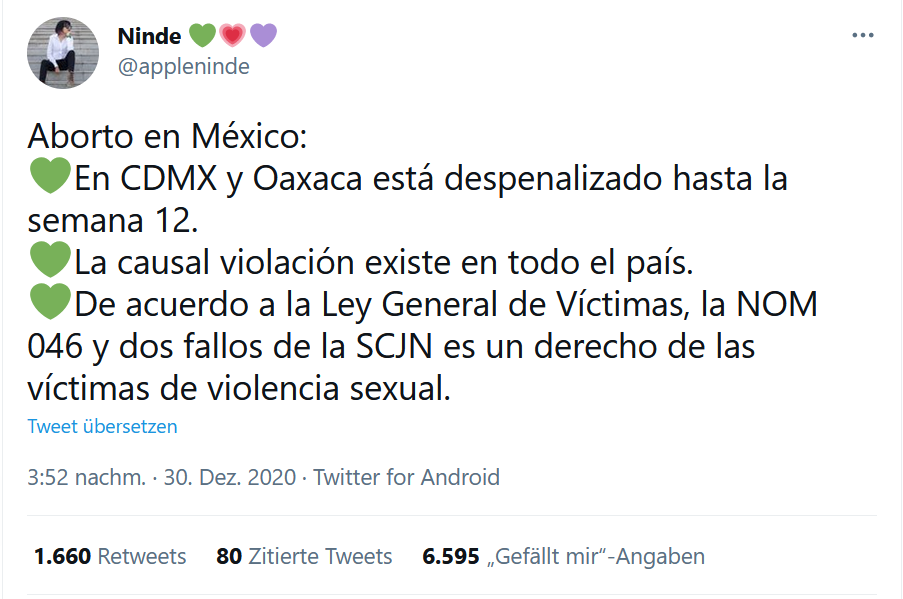 Ninde 💚💗💜
@appleninde
Aborto en México:
💚En CDMX y Oaxaca está despenalizado hasta la
semana 12.
💚La causal violación existe en todo el país.
💚De acuerdo a la Ley General de Víctimas, la NOM
046 y dos fallos de la SCJN es un derecho de las
víctimas de violencia sexual.
Tweet übersetzen
3:52 nachm. · 30. Dez. 2020 · Twitter for Android
1.660 Retweets 80 Zitierte Tweets 6.595 „Gefällt mir“-Angaben